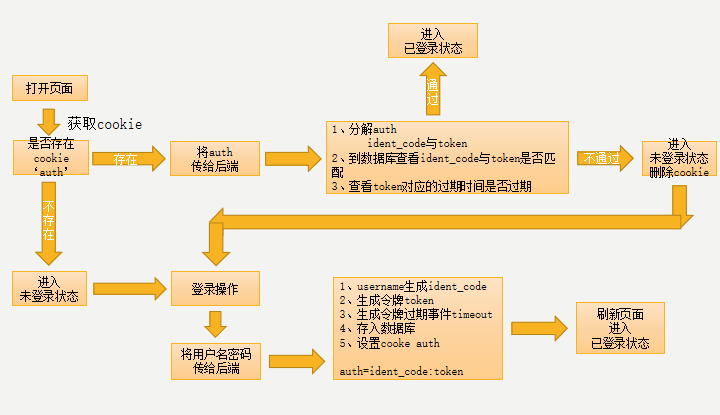 进入
已登录状态
通过
打开页面
获取cookie
是否存在
cookie
‘auth’
存在
将auth
传给后端
1、分解auth
ident_code与token
2、到数据库查看ident_code与token是否匹
配
3、查看token对应的过期时间是否过期
不通过
进入
未登录状态
删除cookie
不存在
进入
未登录状态
登录操作
将用户名密码
传给后端
1、username生成ident_code
2、生成令牌token
3、生成令牌过期事件timeout
4、存入数据库
5、设置cooke auth
auth=ident_code:token
刷新页面
进入
已登录状态